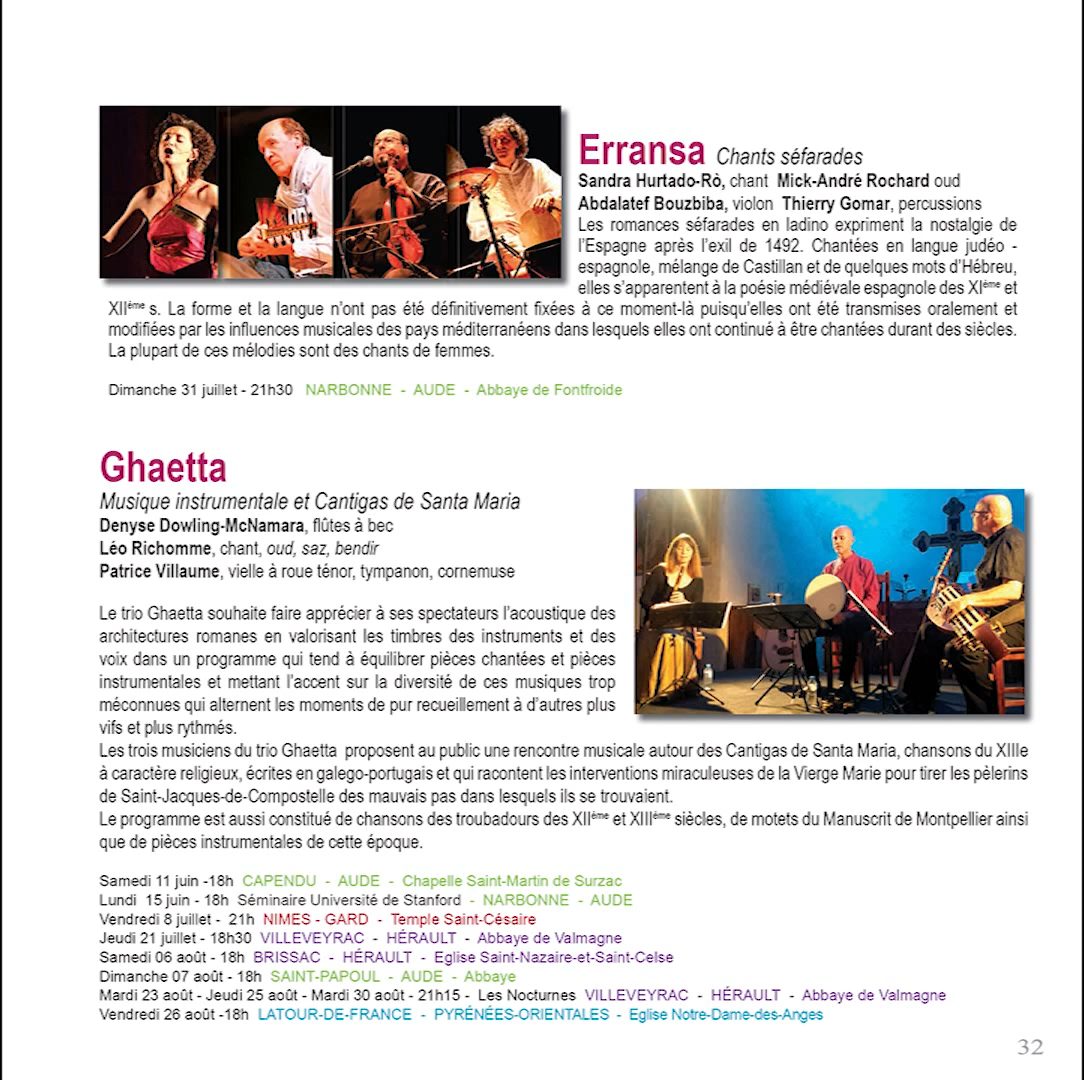 Erransa Chants séfarades
Sandra Hurtado-Rò, chant Mick-André Rochard oud
Abdalatef Bouzbiba, violon Thierry Gomar, percussions
Les romances séfarades en ladino expriment la nostalgie de
l'Espagne après l'exil de 1492. Chantées en langue judéo -
espagnole, mélange de Castillan et de quelques mots d'Hébreu,
elles s'apparentent à la poésie médiévale espagnole des XIème et
XIIème s. La forme et la langue n'ont pas été définitivement fixées à ce moment-là puisqu'elles ont été transmises oralement et
modifiées par les influences musicales des pays méditerranéens dans lesquels elles ont continué à être chantées durant des siècles.
La plupart de ces mélodies sont des chants de femmes.
Dimanche 31 juillet - 21h30 NARBONNE - AUDE - Abbaye de Fontfroide
Ghaetta
Musique instrumentale et Cantigas de Santa Maria
Denyse Dowling-McNamara, flûtes à bec
Léo Richomme, chant, oud, saz, bendir
Patrice Villaume, vielle à roue ténor, tympanon, cornemuse
Le trio Ghaetta souhaite faire apprécier à ses spectateurs l'acoustique des
architectures romanes en valorisant les timbres des instruments et des
voix dans un programme qui tend à équilibrer pièces chantées et pièces
instrumentales et mettant l'accent sur la diversité de ces musiques trop
méconnues qui alternent les moments de pur recueillement à d'autres plus
vifs et plus rythmés.
Les trois musiciens du trio Ghaetta proposent au public une rencontre musicale autour des Cantigas de Santa Maria, chansons du XIIIe
à caractère religieux, écrites en galego-portugais et qui racontent les interventions miraculeuses de la Vierge Marie pour tirer les pèlerins
de Saint-Jacques-de-Compostelle des mauvais pas dans lesquels ils se trouvaient.
Le programme est aussi constitué de chansons des troubadours des XIIème et XIIIème siècles, de motets du Manuscrit de Montpellier ainsi
que de pièces instrumentales de cette époque.
Samedi 11 juin -18h CAPENDU - AUDE - Chapelle Saint-Martin de Surzac
Lundi 15 juin - 18h Séminaire Université de Stanford - NARBONNE - AUDE
Vendredi 8 juillet - 21h NIMES - GARD - Temple Saint-Césaire
Jeudi 21 juillet - 18h30 VILLEVEYRAC - HÉRAULT - Abbaye de Valmagne
Samedi 06 août - 18h BRISSAC - HÉRAULT - Eglise Saint-Nazaire-et-Saint-Celse
Dimanche 07 août - 18h SAINT-PAPOUL - AUDE - Abbaye
Mardi 23 août - Jeudi 25 août - Mardi 30 août - 21h15 - Les Nocturnes VILLEVEYRAC - HÉRAULT - Abbaye de Valmagne
Vendredi 26 août -18h LATOUR-DE-FRANCE - PYRÉNÉES-ORIENTALES - Eglise Notre-Dame-des-Anges
32